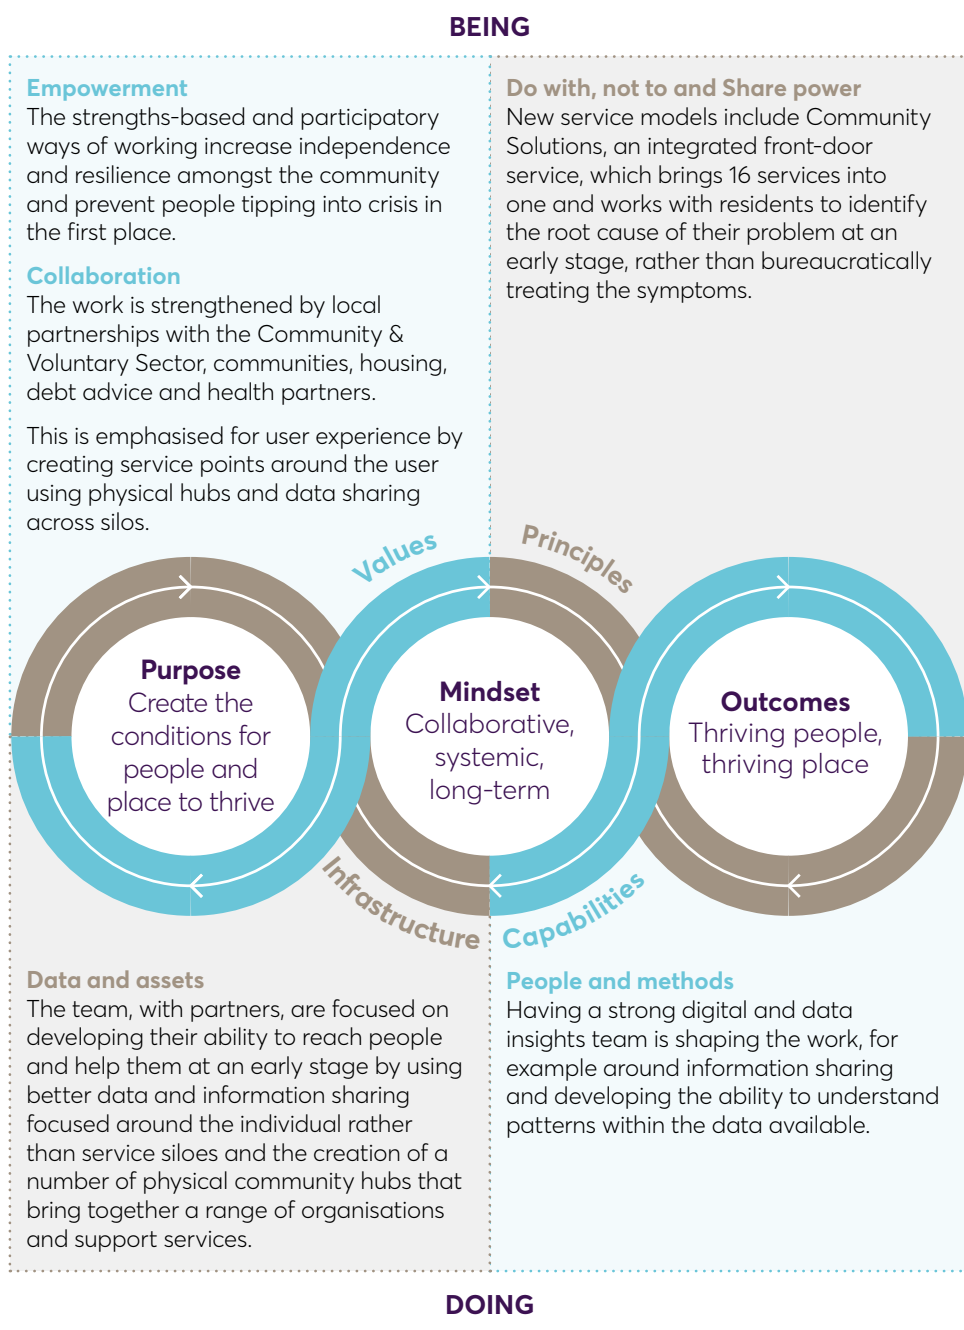 BEING
Empowerment
The strengths-based and participatory
ways of working increase independence
and resilience amongst the community
and prevent people tipping into crisis in
the first place.
Collaboration
The work is strengthened by local
partnerships with the Community &
Voluntary Sector, communities, housing,
debt advice and health partners.
This is emphasised for user experience by
creating service points around the user
using physical hubs and data sharing
across silos.
Do with, not to and Share power
New service models include Community
Solutions, an integrated front-door
service, which brings 16 services into
one and works with residents to identify
the root cause of their problem at an
early stage, rather than bureaucratically
treating the symptoms.
Values
Principles
Purpose
Create the
conditions for
people and
place to thrive
Mindset
Collaborative,
systemic,
long-term
Outcomes
Thriving people,
thriving place
Infrastructure
Capabilities
Data and assets
The team, with partners, are focused on
developing their ability to reach people
and help them at an early stage by using
better data and information sharing
focused around the individual rather
than service siloes and the creation of a
number of physical community hubs that
bring together a range of organisations
and support services.
People and methods
Having a strong digital and data
insights team is shaping the work, for
example around information sharing
and developing the ability to understand
patterns within the data available.
DOING